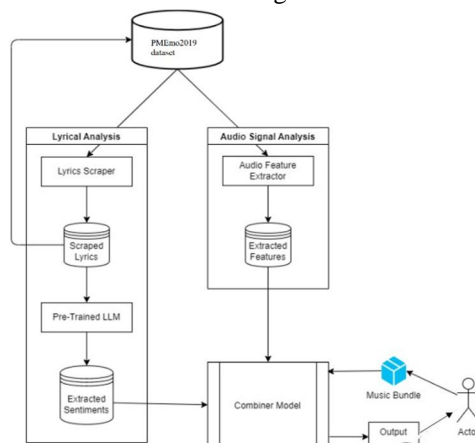 PMEmo2019
dataset
Lyrical Analysis
Audio Signal Analysis
Lyrics Scraper
Audio Feature
Extractor
Scraped
Lyrics
Extracted
Features
Pre-Trained LLM
Extracted
Sentiments
Combiner Model
Music Bundle
Output
Acto